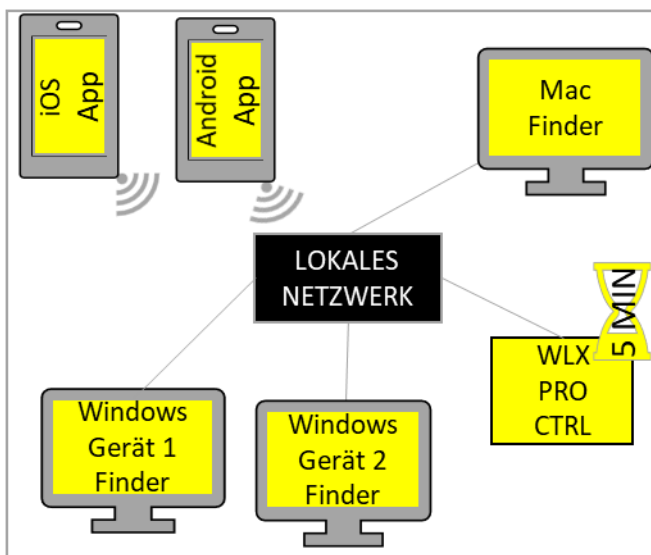 iOS
App
Android
App
Mac
Finder
LOKALES
NETZWERK
5 MIN
WLX
PRO
CTRL
Windows
Gerät 1
Finder
Windows
Gerät 2
Finder